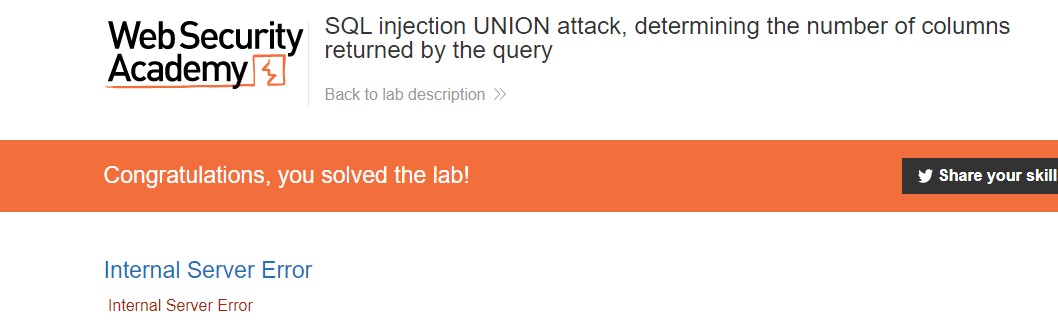 Web Security
Academy
SQL injection UNION attack, determining the number of columns
returned by the query
Back to lab description
Congratulations, you solved the lab!
Share your skill
Internal Server Error
Internal Server Error